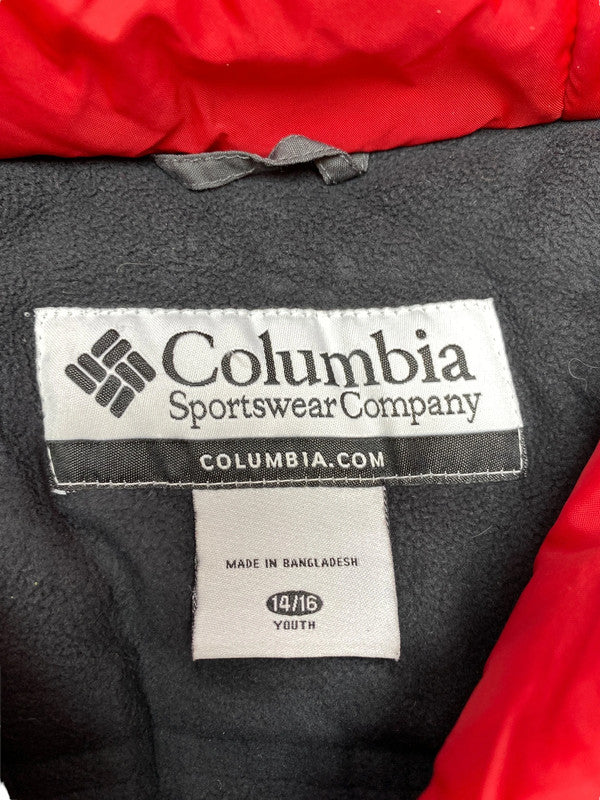 Columbia
Sportswear Company
COLUMBIA.COM
MADE IN BANGLADESH
14/16
YOUTH